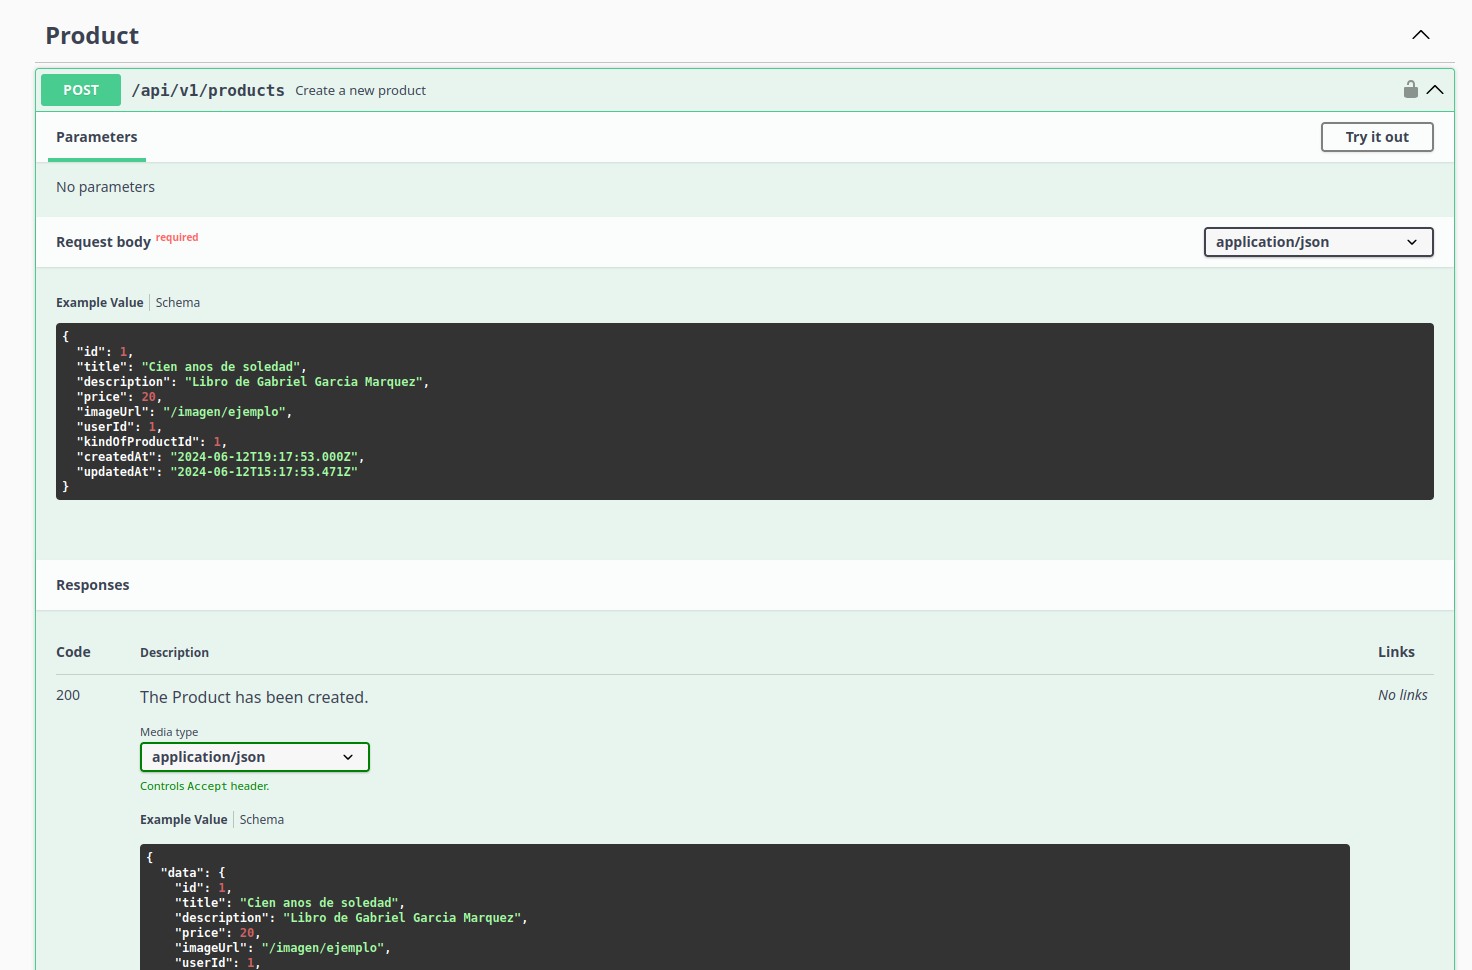 Product
POST /api/v1/products Create a new product
Parameters
Try it out
No parameters
Request body required
application/json
Example Value Schema
{
  "id": 1,
  "title": "Cien anos de soledad",
  "description": "Libro de Gabriel Garcia Marquez",
  "price": 20,
  "imageUrl": "/imagen/ejemplo",
  "userId": 1,
  "kindOfProductId": 1,
  "createdAt": "2024-06-12T19:17:53.000Z",
  "updatedAt": "2024-06-12T15:17:53.471Z"
}
Responses
Code Description Links
200 The Product has been created. No links
Media type
application/json
Controls Accept header.
Example Value Schema
{
  "data": {
    "id": 1,
    "title": "Cien anos de soledad",
    "description": "Libro de Gabriel Garcia Marquez",
    "price": 20,
    "imageUrl": "/imagen/ejemplo",
    "userId": 1,